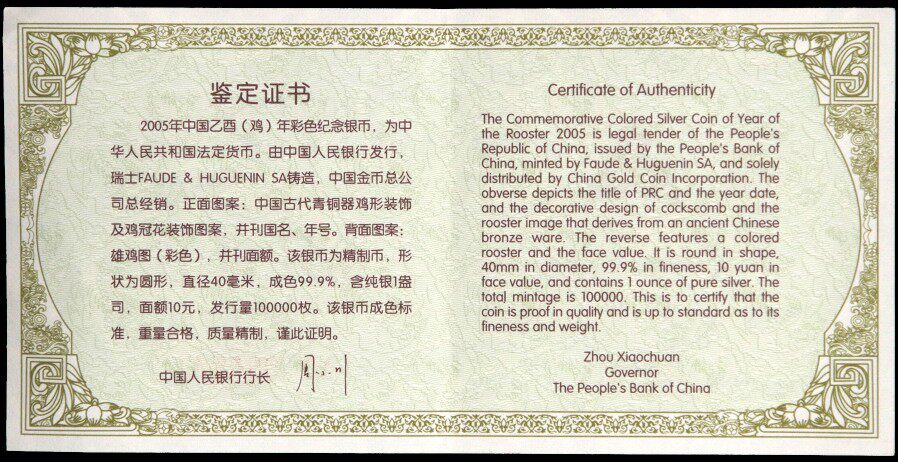 鉴定证书
2005年中国乙酉（鸡）年彩色纪念银币，为中
华人民共和国法定货币。由中国人民银行发行，
瑞士FAUDE & HUGUENIN SA铸造，中国金币总公
司总经销。正面图案：中国古代青铜器鸡形装饰
及鸡冠花装饰图案，并刊国名、年号。背面图案：
雄鸡图（彩色），并刊面额。该银币为精制币，形
状为圆形，直径40毫米，成色99.9%，含纯银1盎
司，面额10元，发行量100000枚。该银币成色标
准，重量合格，质量精制，谨此证明。
中国人民银行行长
Certificate of Authenticity
The Commemorative Colored Silver Coin of Year of
the Rooster 2005 is legal tender of the People's
Republic of China, issued by the People's Bank of
China, minted by Faude & Huguenin SA, and solely
distributed by China Gold Coin Incorporation. The
obverse depicts the title of PRC and the year date,
and the decorative design of cockscomb and the
rooster image that derives from an ancient Chinese
bronze ware. The reverse features a colored
rooster and the face value. It is round in shape,
40mm in diameter, 99.9% in fineness, 10 yuan in
face value, and contains 1 ounce of pure silver. The
total mintage is 100000. This is to certify that the
coin is proof in quality and is up to standard as to its
fineness and weight.
Zhou Xiaochuan
Governor
The People's Bank of China